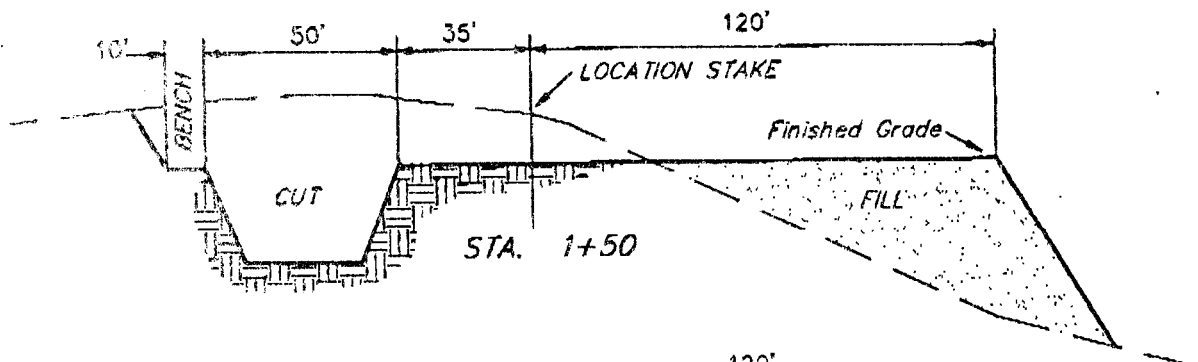 10' 50' 35' 120'
LOCATION STAKE
BENCH
Finished Grade
CUT
FILL
STA. 1+50
120'